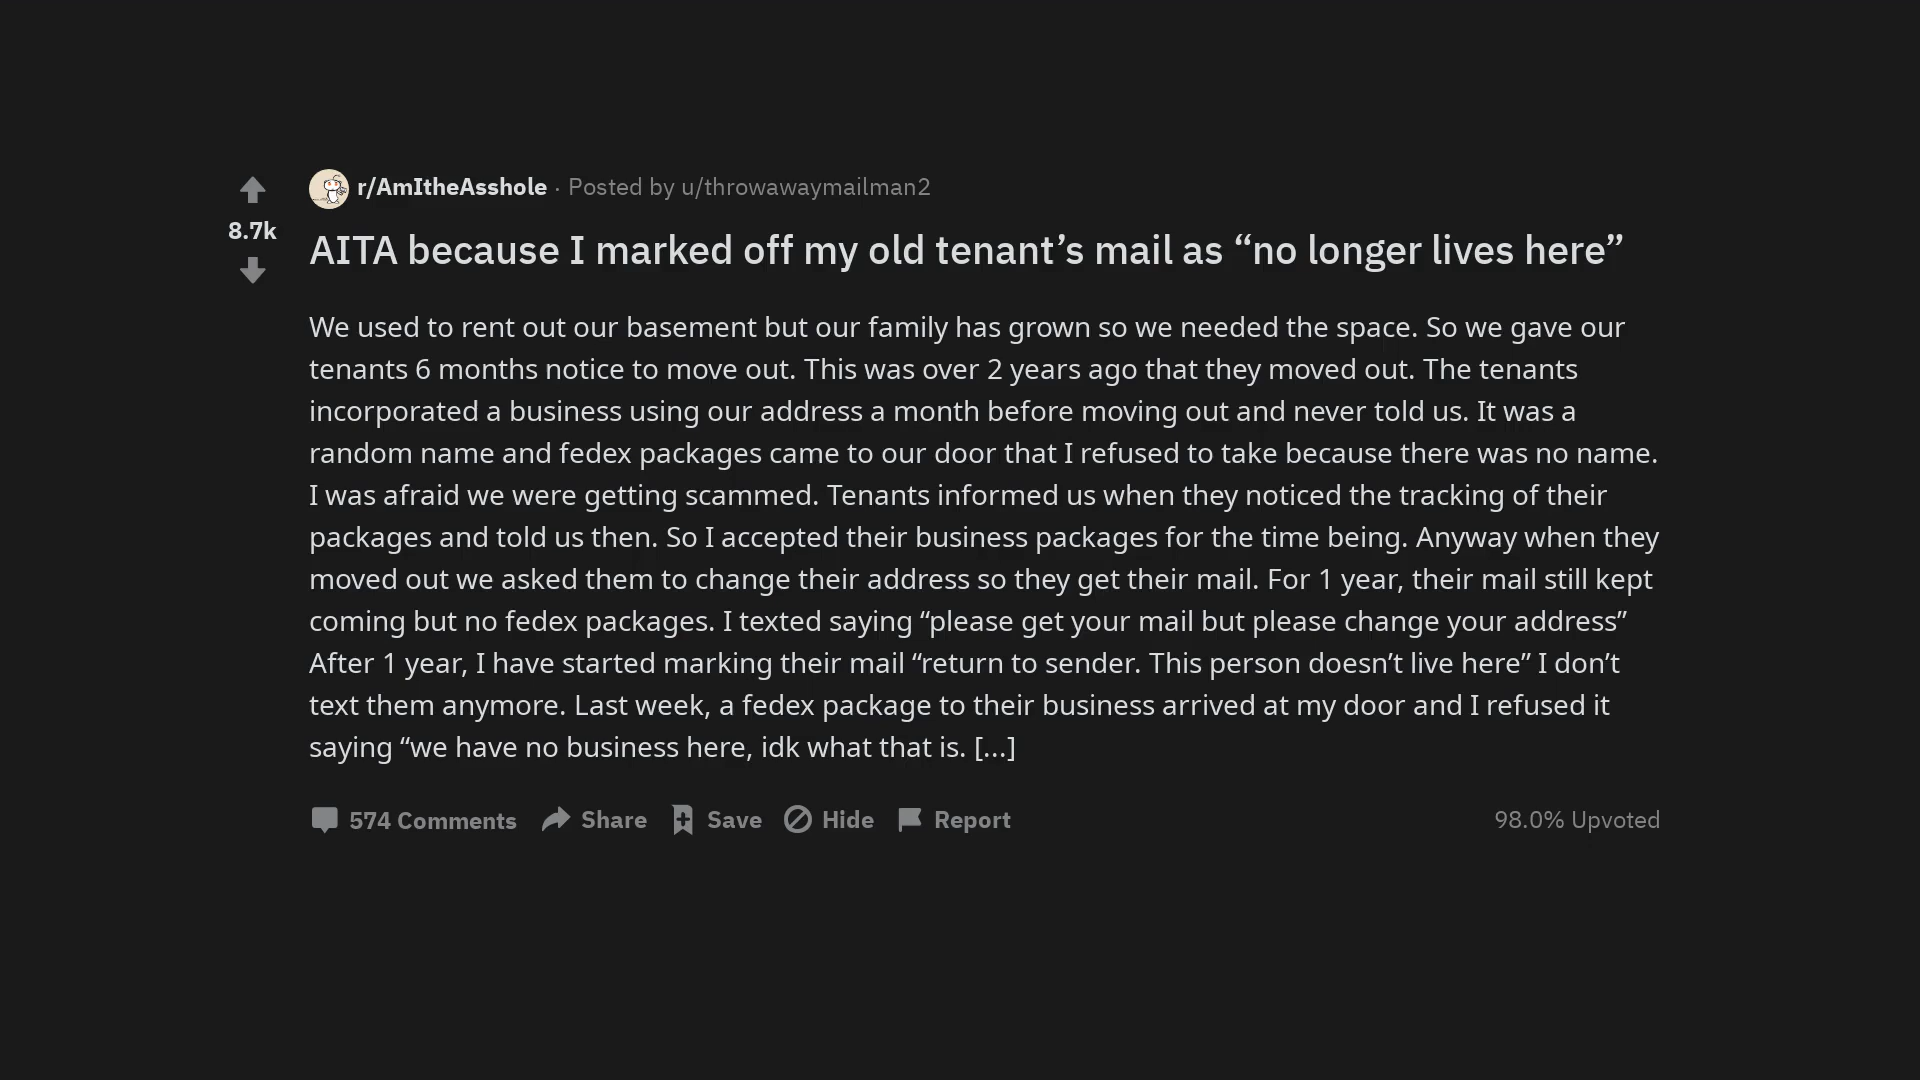 r/AmItheAsshole · Posted by u/throwawaymailman2
8.7k
AITA because I marked off my old tenant’s mail as “no longer lives here”
We used to rent out our basement but our family has grown so we needed the space. So we gave our
tenants 6 months notice to move out. This was over 2 years ago that they moved out. The tenants
incorporated a business using our address a month before moving out and never told us. It was a
random name and fedex packages came to our door that I refused to take because there was no name.
I was afraid we were getting scammed. Tenants informed us when they noticed the tracking of their
packages and told us then. So I accepted their business packages for the time being. Anyway when they
moved out we asked them to change their address so they get their mail. For 1 year, their mail still kept
coming but no fedex packages. I texted saying “please get your mail but please change your address”
After 1 year, I have started marking their mail “return to sender. This person doesn’t live here” I don’t
text them anymore. Last week, a fedex package to their business arrived at my door and I refused it
saying “we have no business here, idk what that is. [...]
574 Comments Share Save Hide Report 98.0% Upvoted